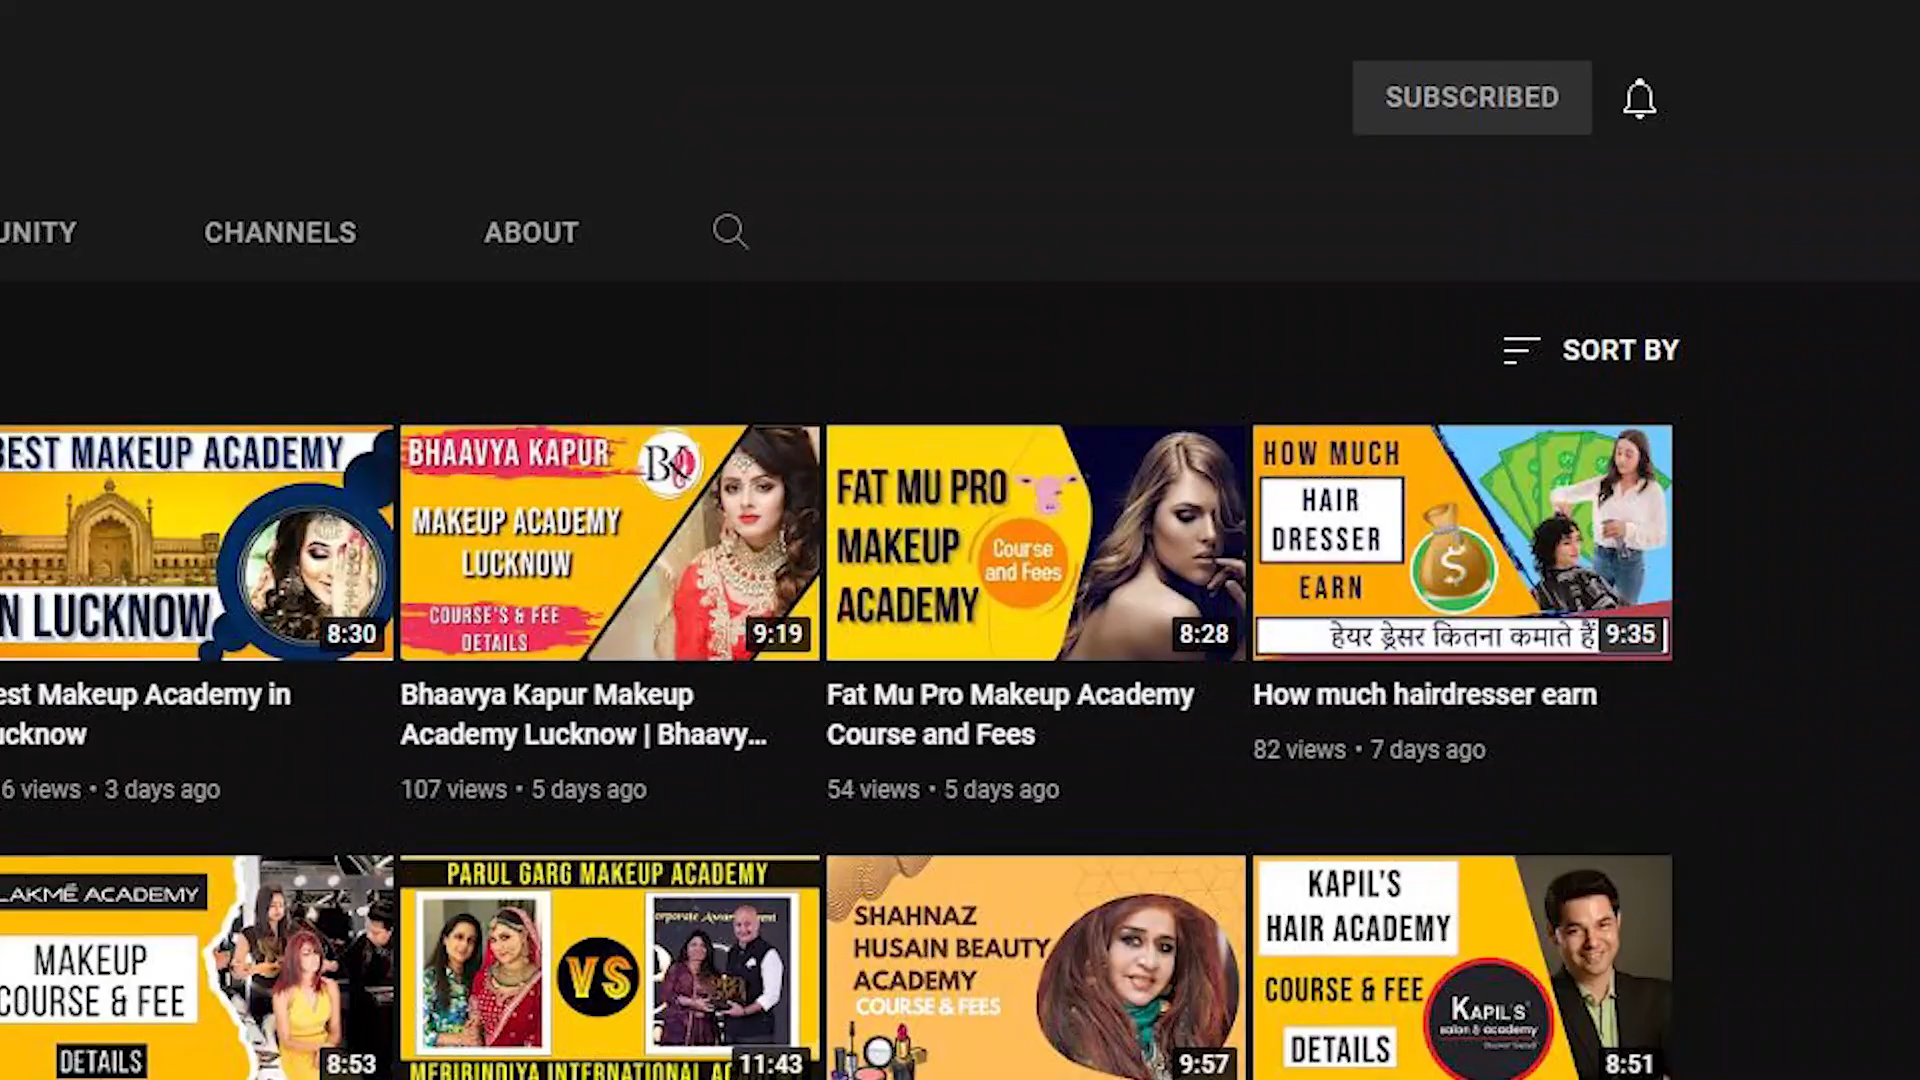 SUBSCRIBED
UNITY CHANNELS ABOUT
SORT BY
BEST MAKEUP ACADEMY
IN LUCKNOW
8:30
BHAAVYA KAPUR
MAKEUP ACADEMY
LUCKNOW
COURSE'S & FEE
DETAILS
9:19
FAT MU PRO
MAKEUP
ACADEMY
Course
and Fees
8:28
HOW MUCH
HAIR
DRESSER
EARN
हेयर ड्रेसर कितना कमाते हैं
9:35
est Makeup Academy in
ucknow
6 views • 3 days ago
Bhaavya Kapur Makeup
Academy Lucknow | Bhaavy...
107 views • 5 days ago
Fat Mu Pro Makeup Academy
Course and Fees
54 views • 5 days ago
How much hairdresser earn
82 views • 7 days ago
LAKMÉ ACADEMY
MAKEUP
COURSE & FEE
DETAILS
8:53
PARUL GARG MAKEUP ACADEMY
VS
MERIBINDIYA INTERNATIONAL
11:43
SHAHNAZ
HUSAIN BEAUTY
ACADEMY
COURSE & FEES
9:57
KAPIL'S
HAIR ACADEMY
COURSE & FEE
DETAILS
KAPIL'S
salon & academy
8:51